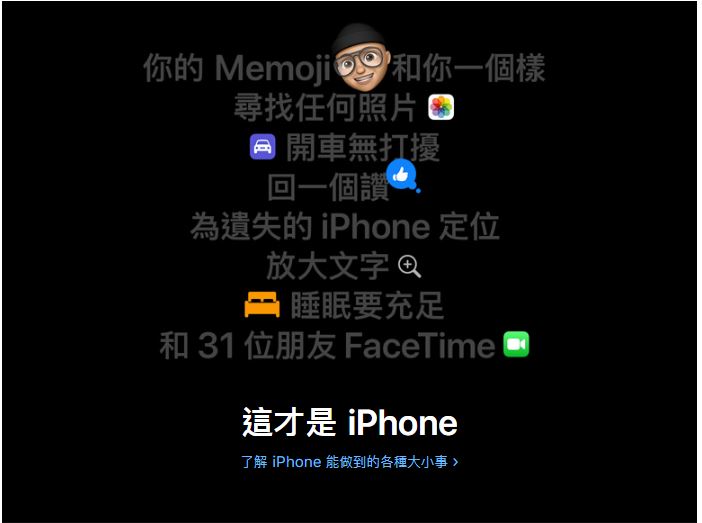 你的 Memoji 和你一個樣
尋找任何照片
開車無打擾
回一個讚
為遺失的 iPhone 定位
放大文字
睡眠要充足
和 31 位朋友 FaceTime
這才是 iPhone
了解 iPhone 能做到的各種大小事 ›